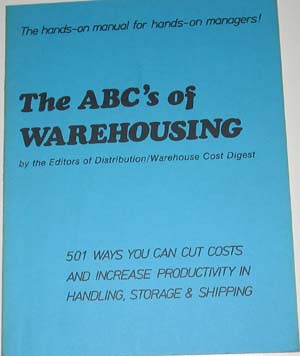 The hands-on manual for hands-on managers!
The ABC's of
WAREHOUSING
by the Editors of Distribution/Warehouse Cost Digest
501 WAYS YOU CAN CUT COSTS
AND INCREASE PRODUCTIVITY IN
HANDLING, STORAGE & SHIPPING